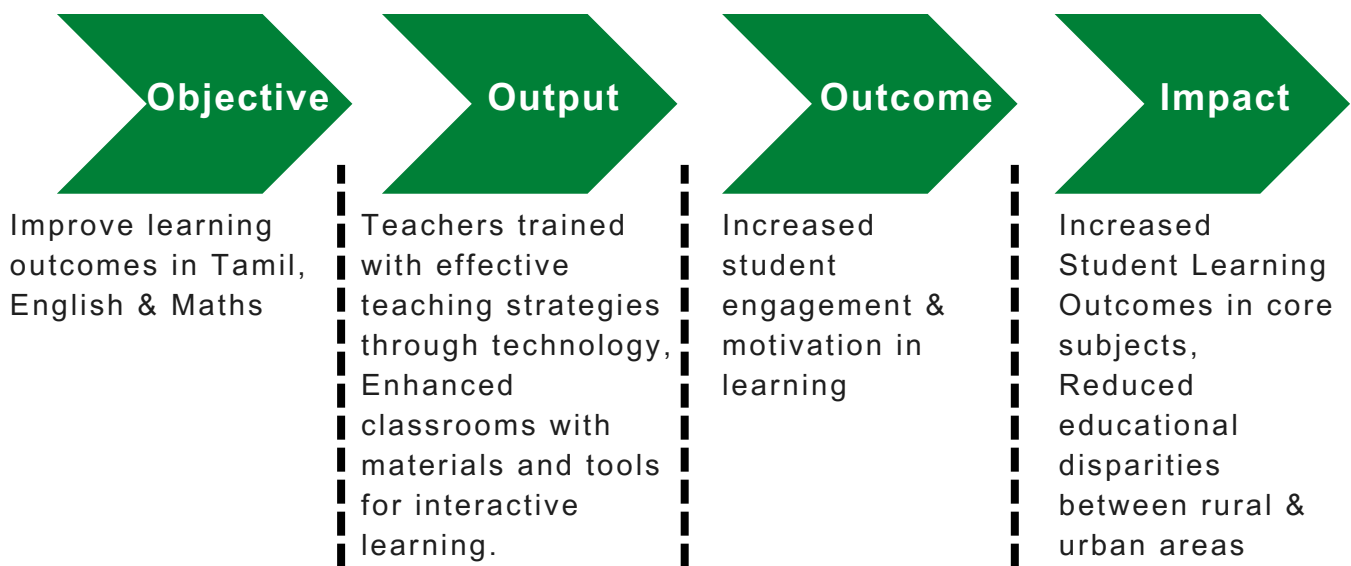 Objective
Improve learning
outcomes in Tamil,
English & Maths
Output
Teachers trained
with effective
teaching strategies
through technology,
Enhanced
classrooms with
materials and tools
for interactive
learning.
Outcome
Increased
student
engagement &
motivation in
learning
Impact
Increased
Student Learning
Outcomes in core
subjects,
Reduced
educational
disparities
between rural &
urban areas